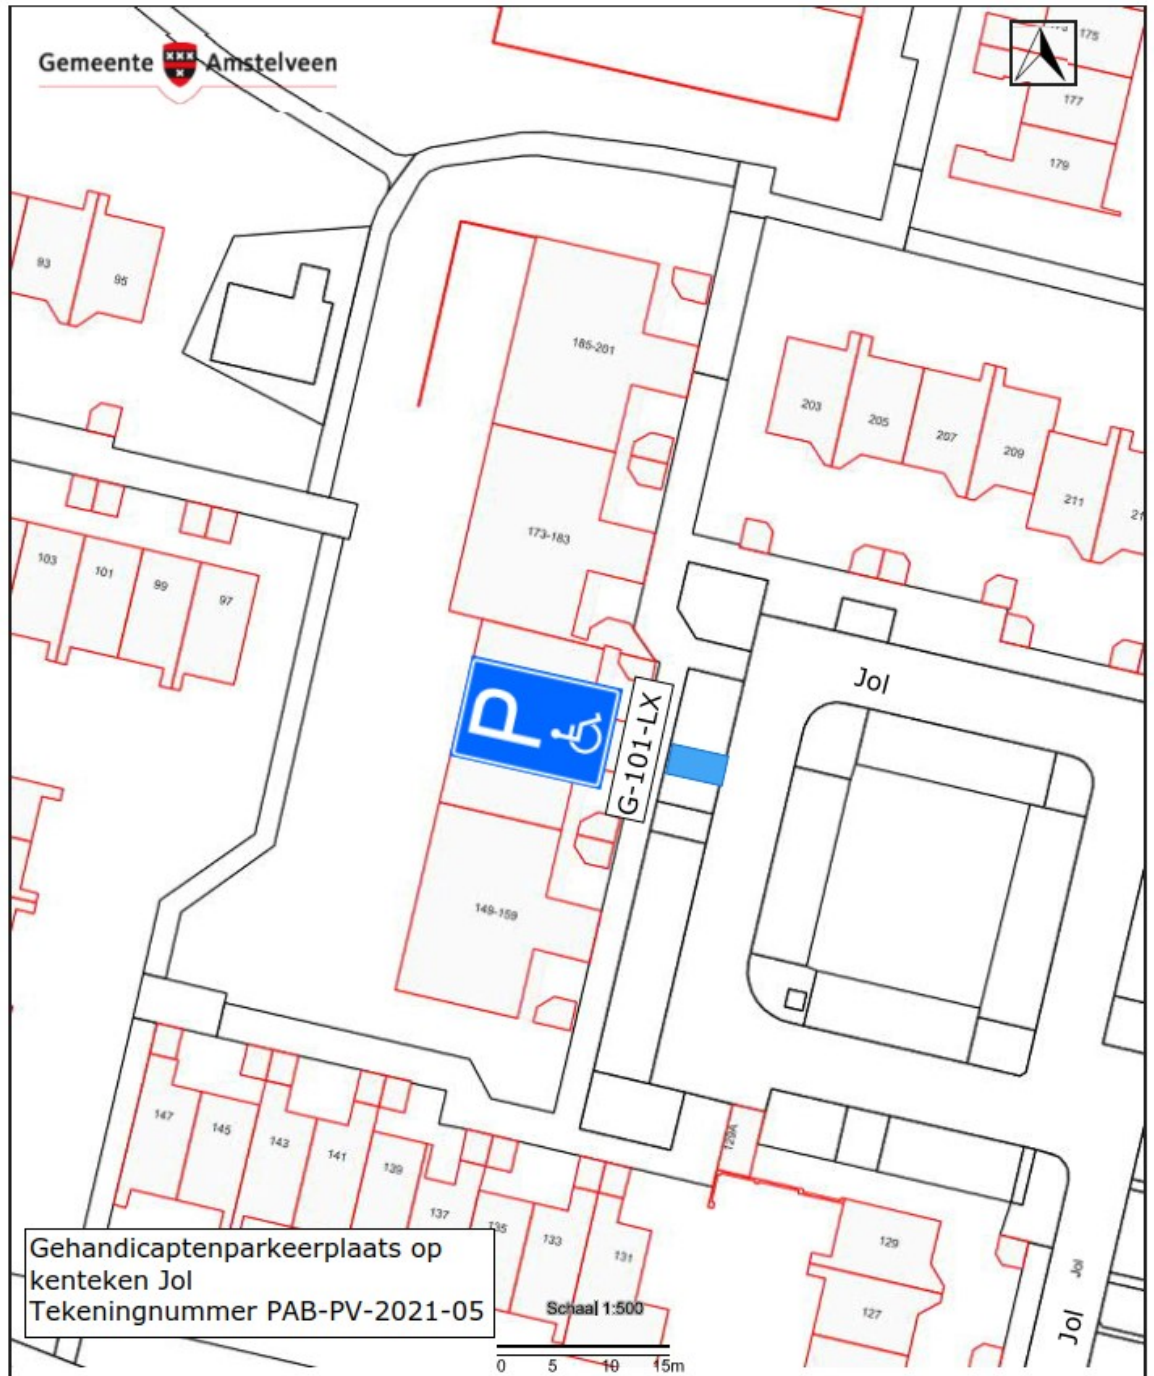 Gemeente Amstelveen
175
177
179
93
95
185-201
203
205
207
209
211
173-183
103
101
99
97
Jol
P
G-101-LX
149-159
147
145
143
141
139
137
135
133
131
129A
129
127
Jol
Jol
Gehandicaptenparkeerplaats op
kenteken Jol
Tekeningnummer PAB-PV-2021-05
Schaal 1:500
0 5 10 15m